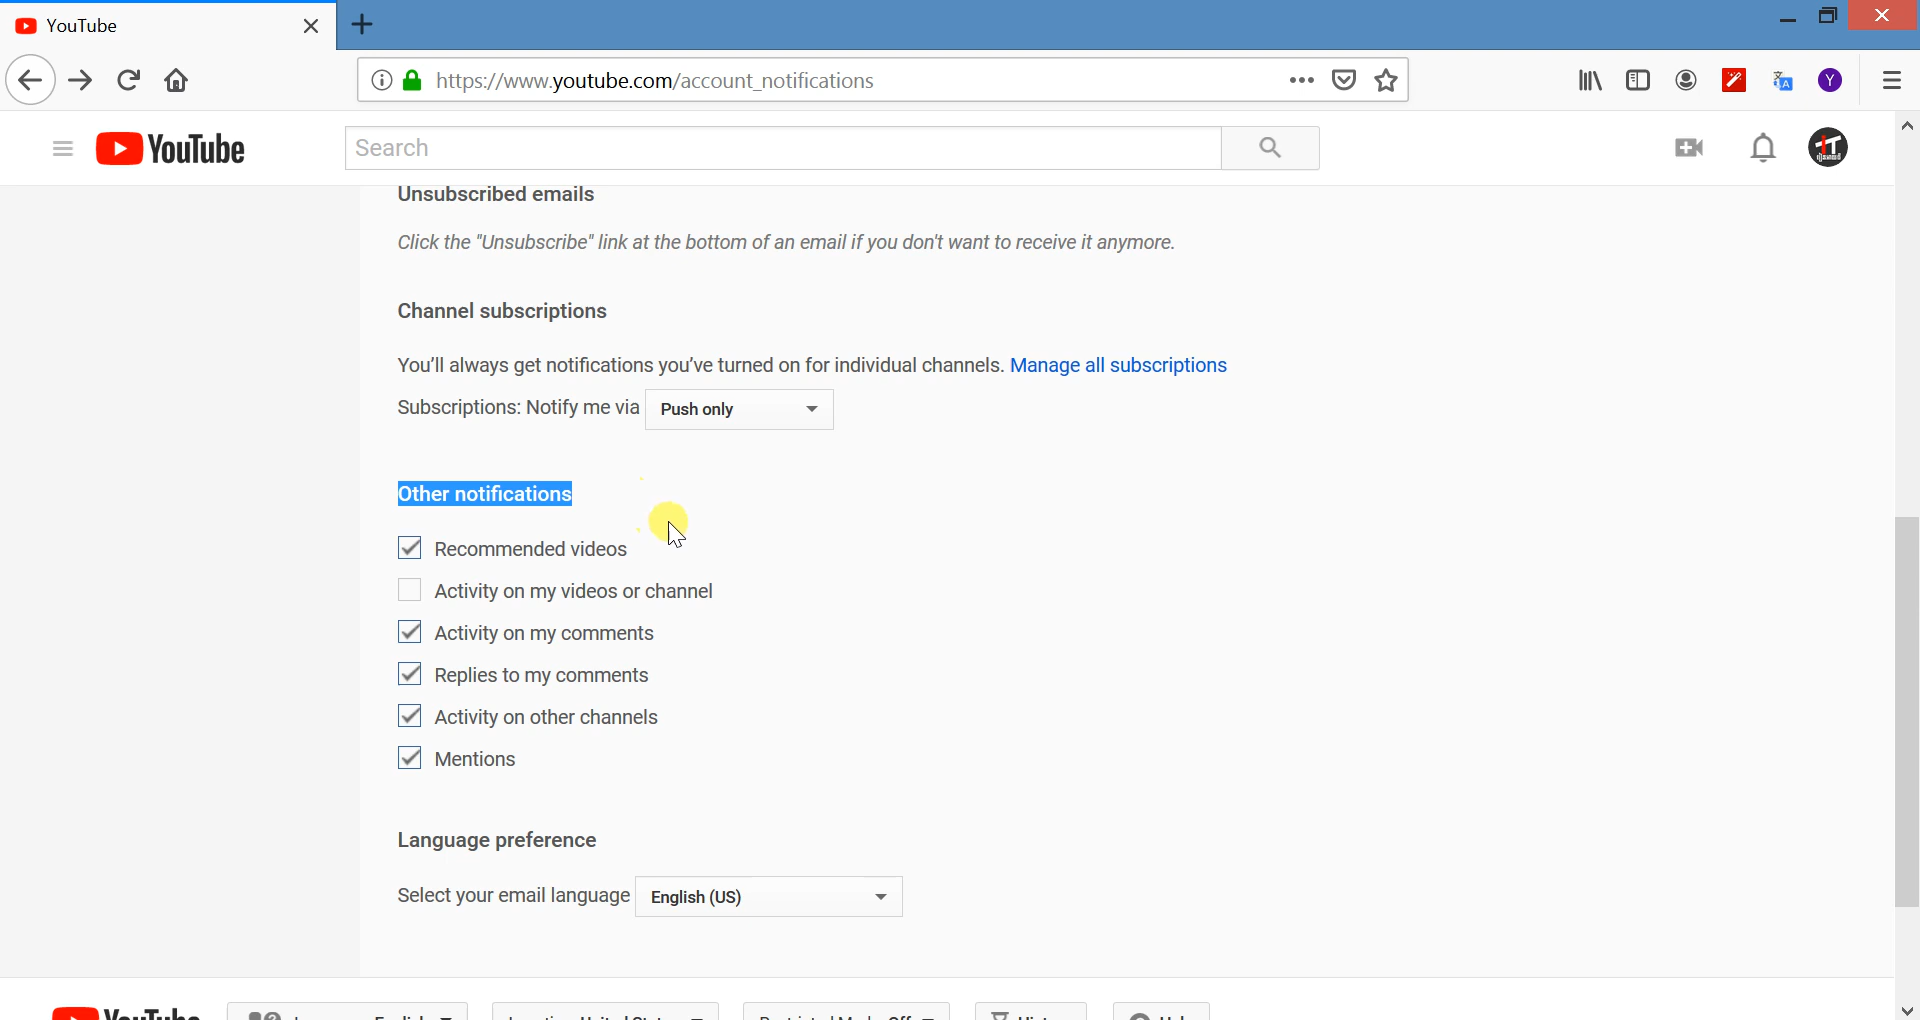 YouTube
https://www.youtube.com/account_notifications
Y
YouTube
Search
Unsubscribed emails
Click the "Unsubscribe" link at the bottom of an email if you don't want to receive it anymore.
Channel subscriptions
You'll always get notifications you've turned on for individual channels. Manage all subscriptions
Subscriptions: Notify me via Push only
Other notifications
Recommended videos
Activity on my videos or channel
Activity on my comments
Replies to my comments
Activity on other channels
Mentions
Language preference
Select your email language English (US)
YouTube